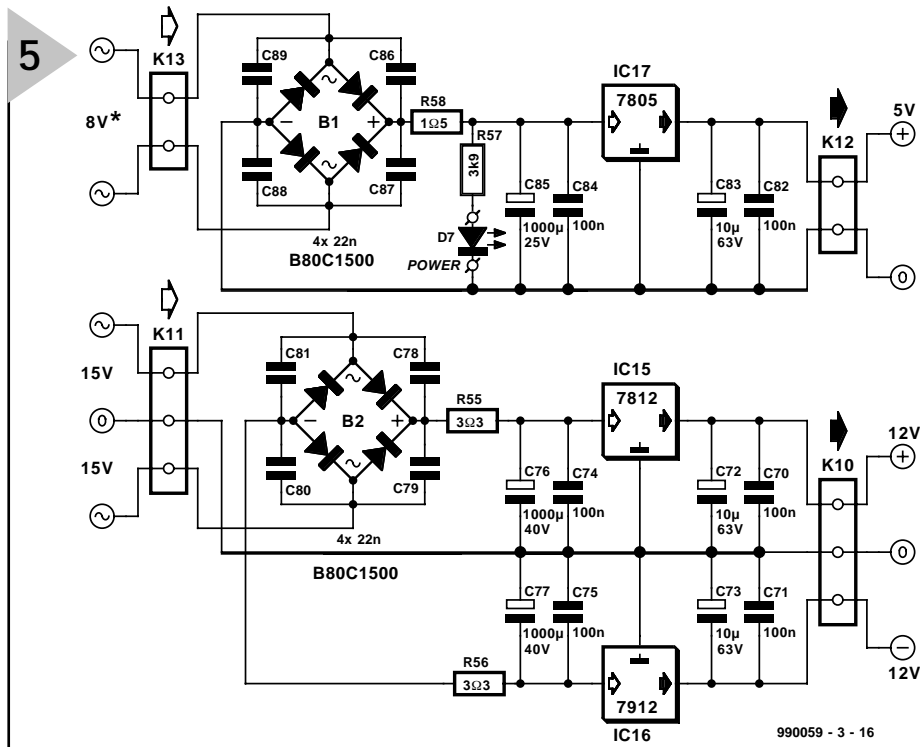 5
K13
8V*
C89
C86
C88
C87
B1
~
~
−
+
4x 22n
B80C1500
R58
1Ω5
R57
3k9
D7
POWER
C85
1000µ
25V
C84
100n
IC17
7805
C83
10µ
63V
C82
100n
K12
5V
+
0
K11
15V
0
15V
C81
C78
C80
C79
B2
~
~
−
+
4x 22n
B80C1500
R55
3Ω3
R56
3Ω3
C76
1000µ
40V
C74
100n
C77
1000µ
40V
C75
100n
IC15
7812
7912
IC16
C72
10µ
63V
C70
100n
C73
10µ
63V
C71
100n
K10
12V
+
0
−
12V
990059 - 3 - 16